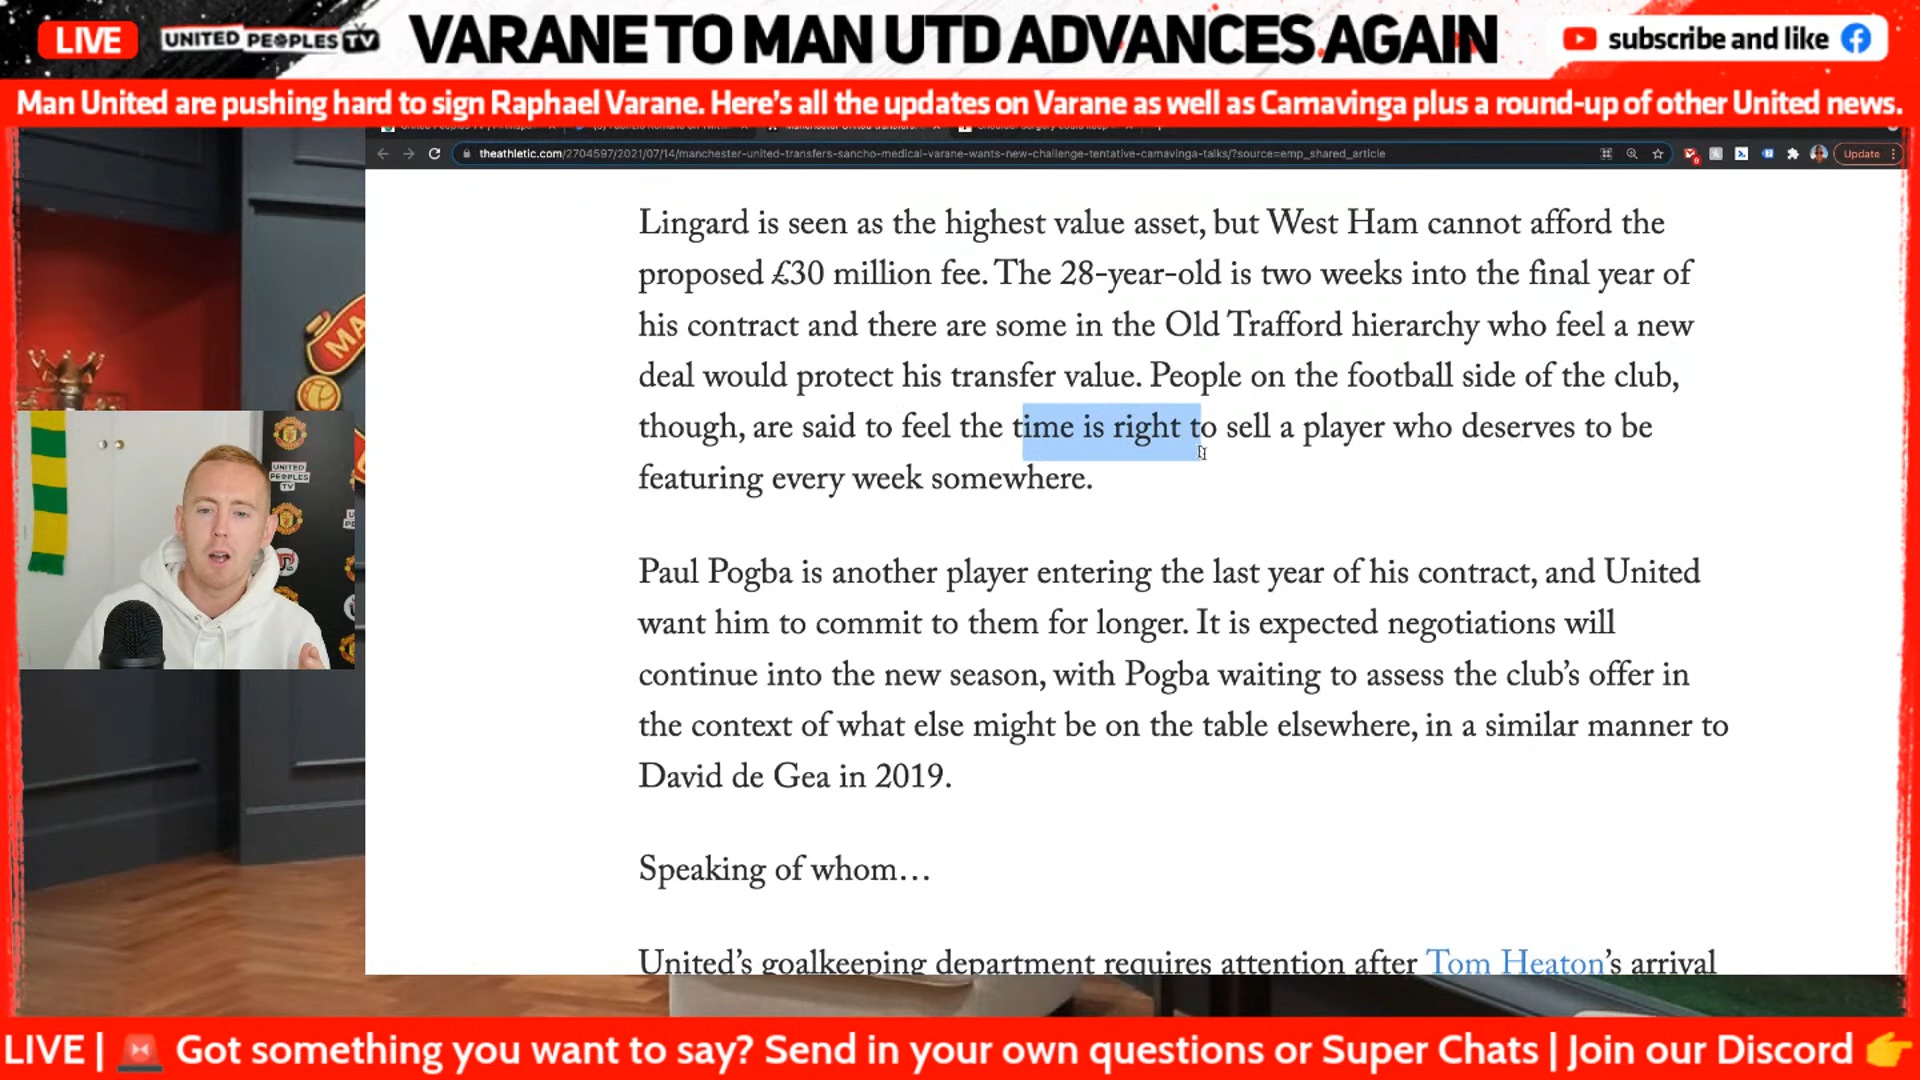 LIVE
UNITED PEOPLES TV
VARANE TO MAN UTD ADVANCES AGAIN
subscribe and like
Man United are pushing hard to sign Raphael Varane. Here's all the updates on Varane as well as Camavinga plus a round-up of other United news.
theathletic.com/2704597/2021/07/14/manchester-united-transfers-sancho-medical-varane-wants-new-challenge-tentative-camavinga-talks/?source=emp_shared_article
Update
Lingard is seen as the highest value asset, but West Ham cannot afford the
proposed £30 million fee. The 28-year-old is two weeks into the final year of
his contract and there are some in the Old Trafford hierarchy who feel a new
deal would protect his transfer value. People on the football side of the club,
though, are said to feel the time is right to sell a player who deserves to be
featuring every week somewhere.
Paul Pogba is another player entering the last year of his contract, and United
want him to commit to them for longer. It is expected negotiations will
continue into the new season, with Pogba waiting to assess the club's offer in
the context of what else might be on the table elsewhere, in a similar manner to
David de Gea in 2019.
Speaking of whom…
United's goalkeeping department requires attention after Tom Heaton's arrival
MA
UNITED
PEOPLES
TV
LIVE | Got something you want to say? Send in your own questions or Super Chats | Join our Discord